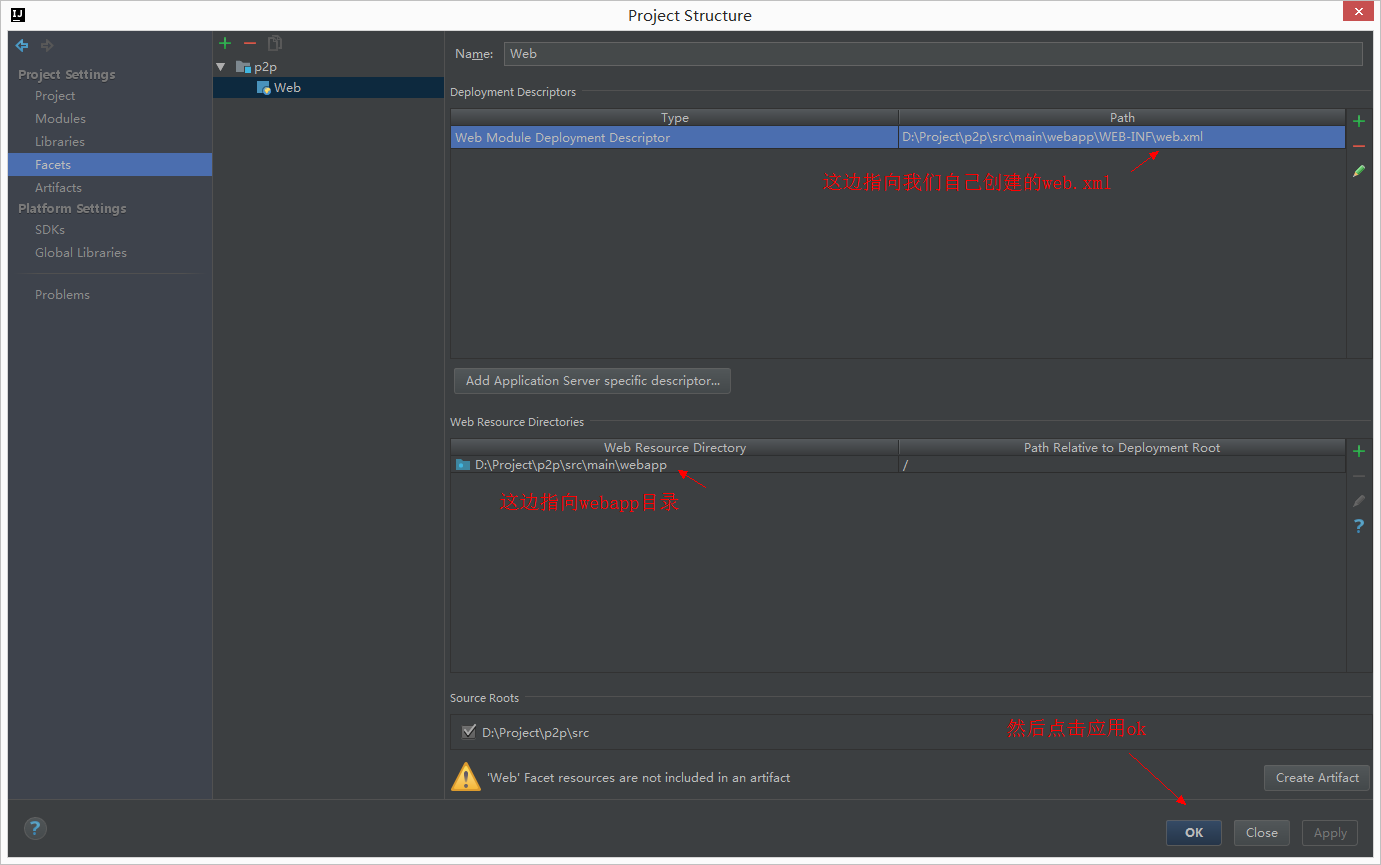 IJ
Project Structure
Project Settings
Project
Modules
Libraries
Facets
Artifacts
Platform Settings
SDKs
Global Libraries
Problems
p2p
Web
Name: Web
Deployment Descriptors
Type Path
Web Module Deployment Descriptor D:\Project\p2p\src\main\webapp\WEB-INF\web.xml
这边指向我们自己创建的web.xml
Add Application Server specific descriptor...
Web Resource Directories
Web Resource Directory Path Relative to Deployment Root
D:\Project\p2p\src\main\webapp /
这边指向webapp目录
Source Roots
D:\Project\p2p\src
然后点击应用ok
'Web' Facet resources are not included in an artifact
Create Artifact
OK Close Apply